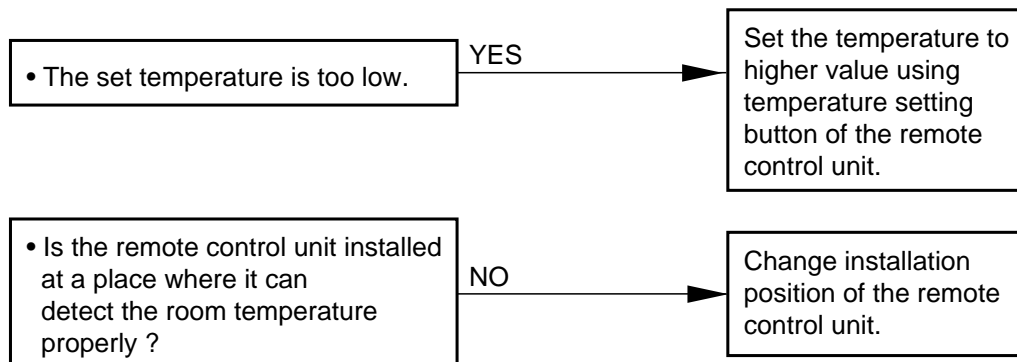 • The set temperature is too low.
YES
Set the temperature to
higher value using
temperature setting
button of the remote
control unit.
• Is the remote control unit installed
at a place where it can
detect the room temperature
properly ?
NO
Change installation
position of the remote
control unit.